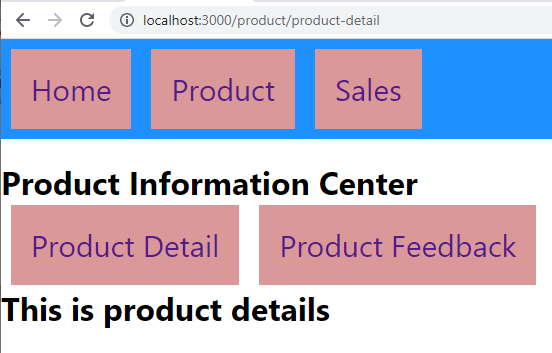 localhost:3000/product/product-detail
Home Product Sales
Product Information Center
Product Detail Product Feedback
This is product details